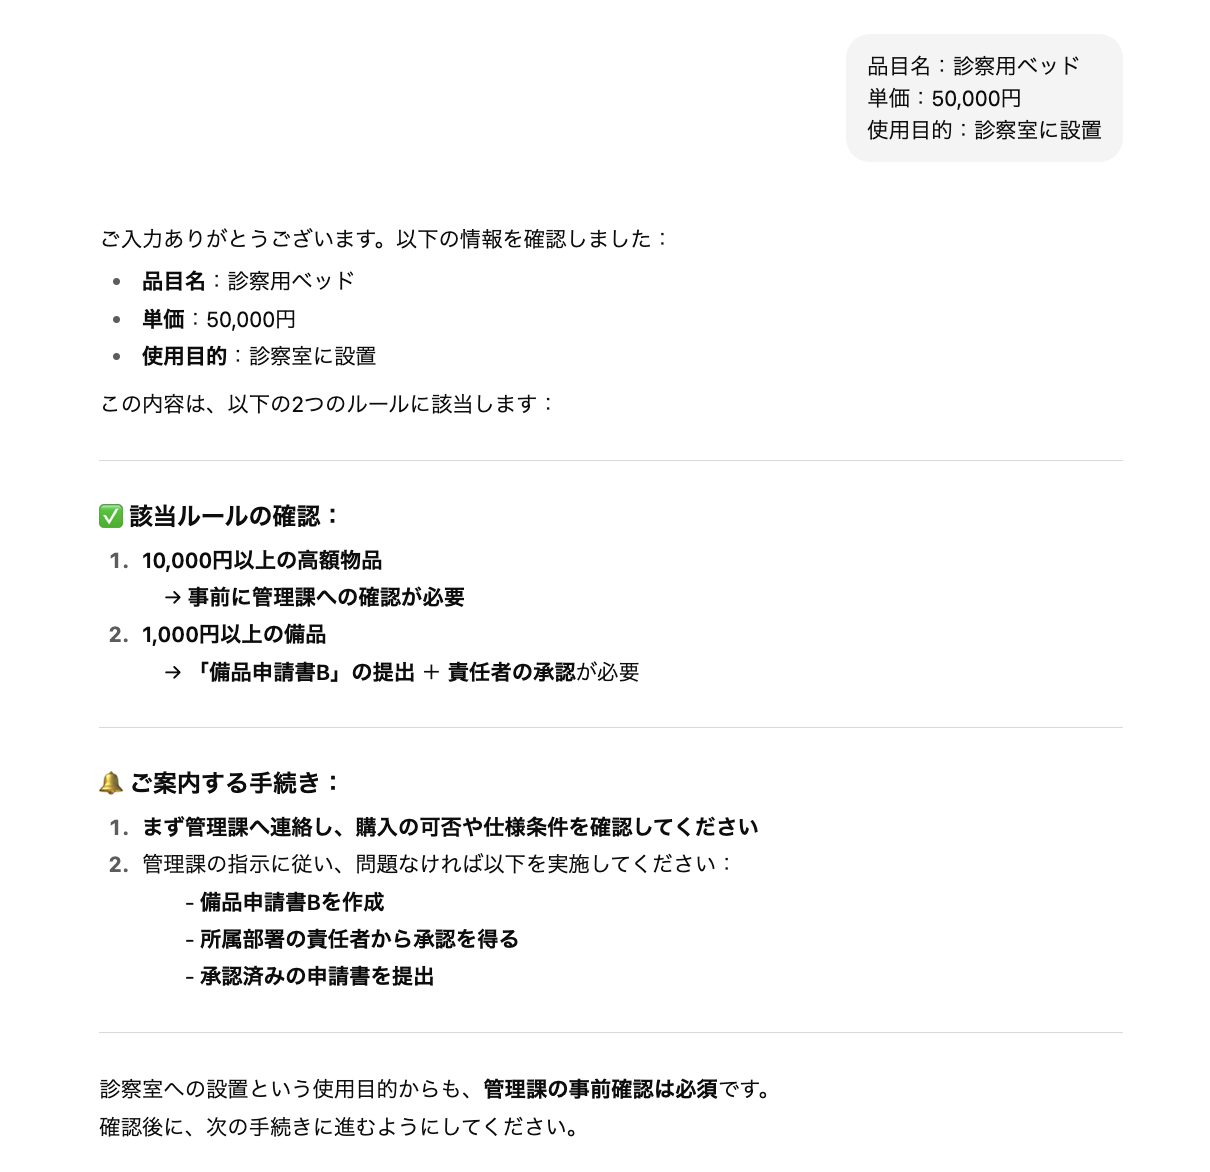 品目名：診察用ベッド
単価：50,000円
使用目的：診察室に設置
ご入力ありがとうございます。以下の情報を確認しました：
• 品目名：診察用ベッド
• 単価：50,000円
• 使用目的：診察室に設置
この内容は、以下の2つのルールに該当します：
✅ 該当ルールの確認：
1. 10,000円以上の高額物品
→ 事前に管理課への確認が必要
2. 1,000円以上の備品
→ 「備品申請書B」の提出 ＋ 責任者の承認が必要
🔔 ご案内する手続き：
1. まず管理課へ連絡し、購入の可否や仕様条件を確認してください
2. 管理課の指示に従い、問題なければ以下を実施してください：
- 備品申請書Bを作成
- 所属部署の責任者から承認を得る
- 承認済みの申請書を提出
診察室への設置という使用目的からも、管理課の事前確認は必須です。
確認後に、次の手続きに進むようにしてください。